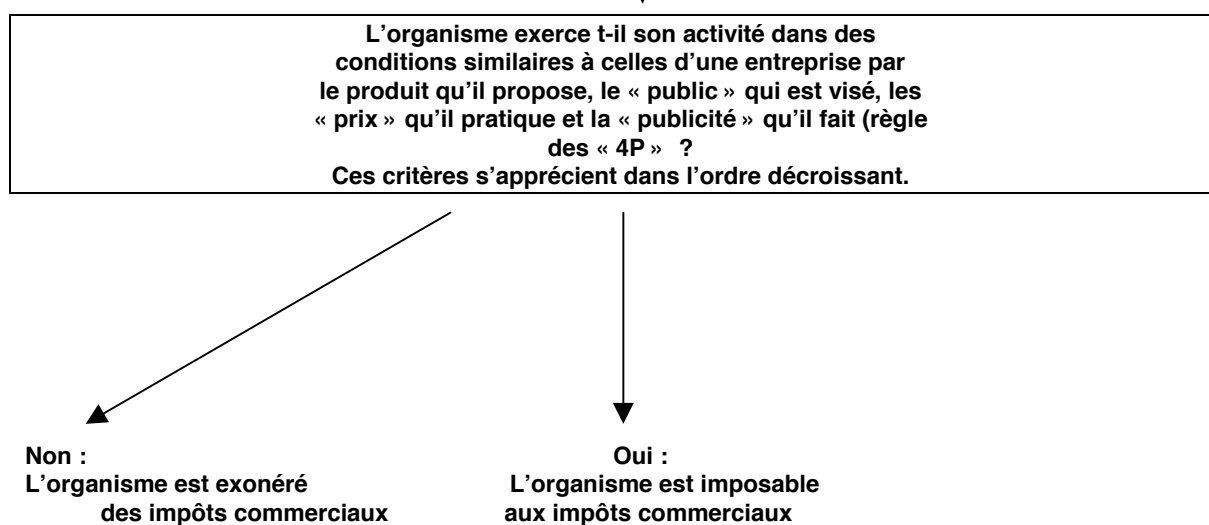 L'organisme exerce t-il son activité dans des
conditions similaires à celles d'une entreprise par
le produit qu'il propose, le « public » qui est visé, les
« prix » qu'il pratique et la « publicité » qu'il fait (règle
des « 4P » ?
Ces critères s'apprécient dans l'ordre décroissant.
Non :
L'organisme est exonéré
des impôts commerciaux
Oui :
L'organisme est imposable
aux impôts commerciaux